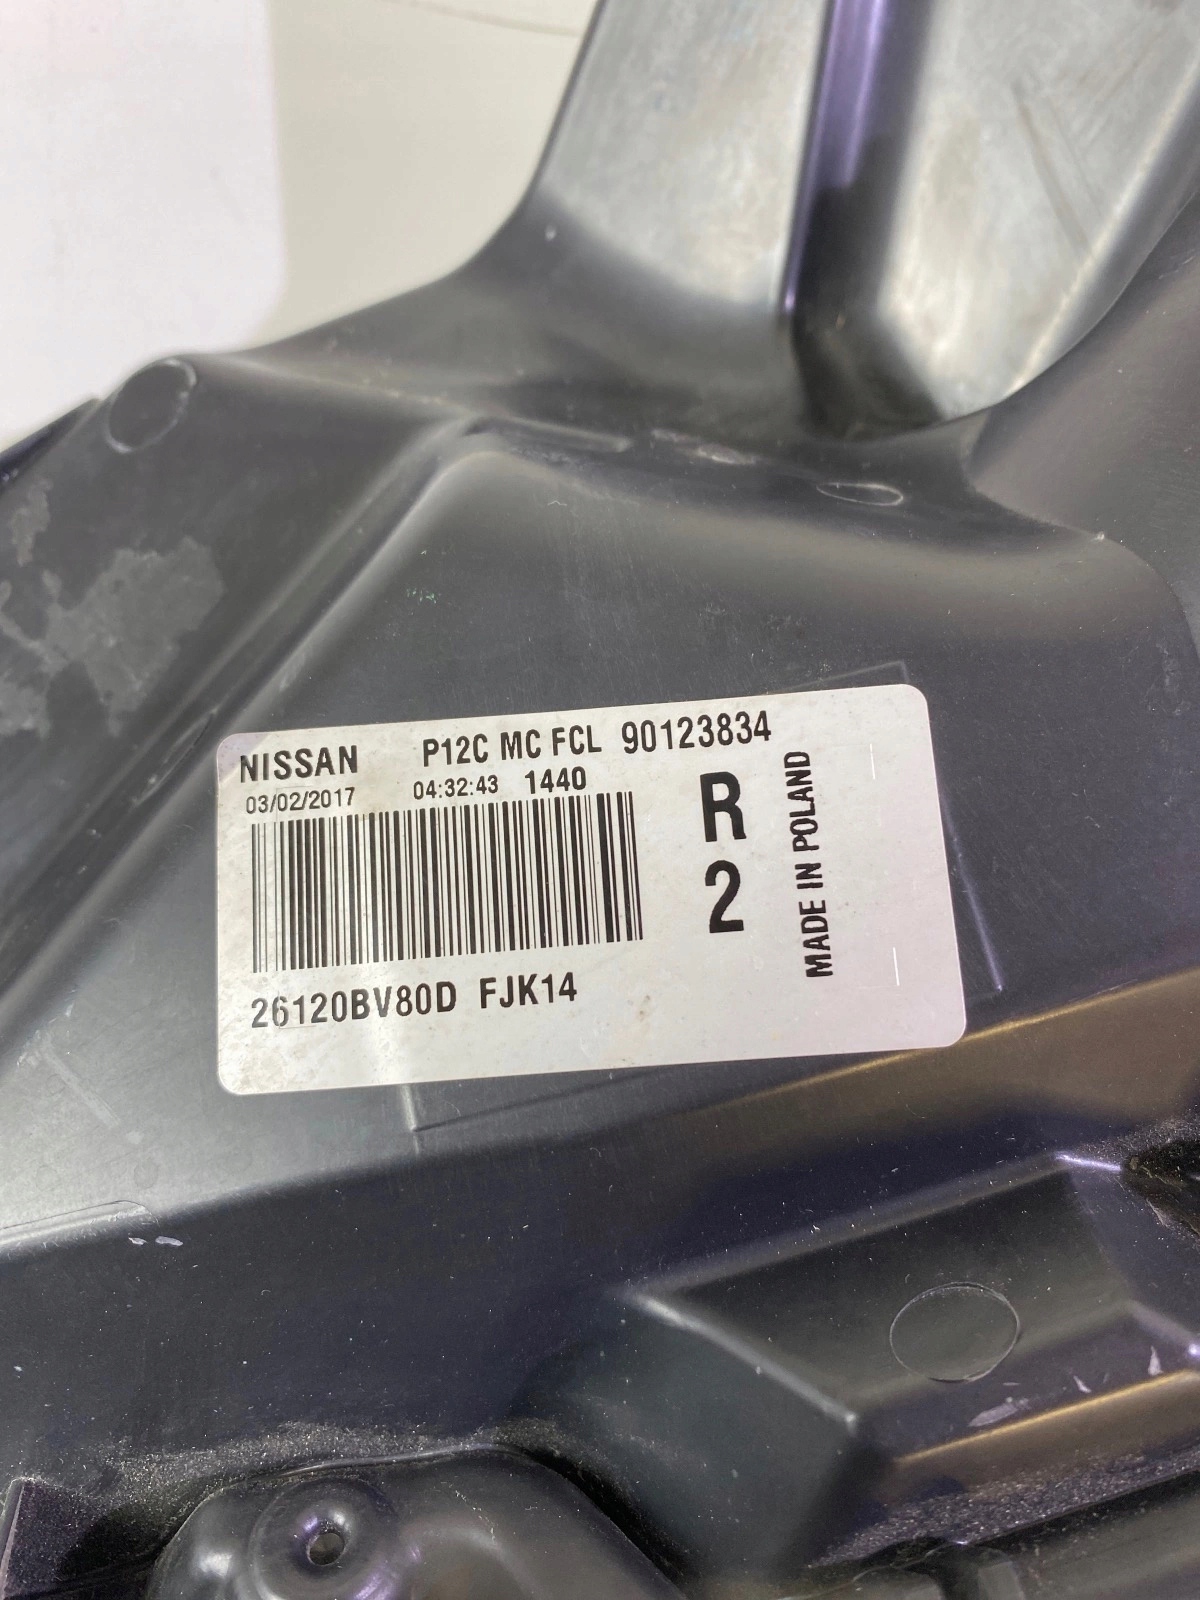 NISSAN P12C MC FCL 90123834
03/02/2017 04:32:43 1440
R
2
MADE IN POLAND
26120BV80D FJK14